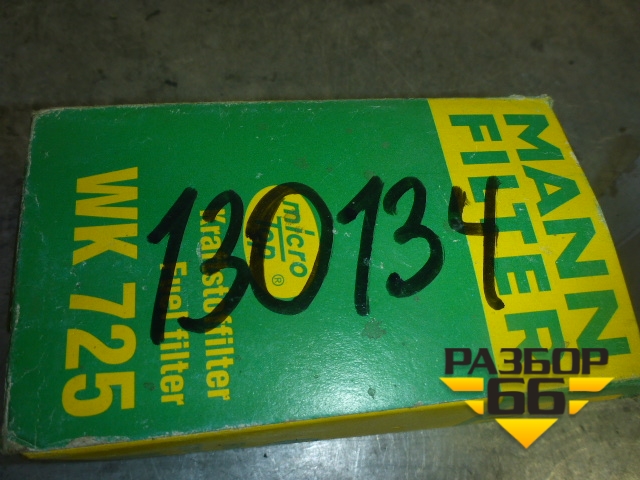 MANN
FILTER
micro
Top ®
Kraftstoffilter
Fuel filter
WK 725
130134
РАЗБОР
66